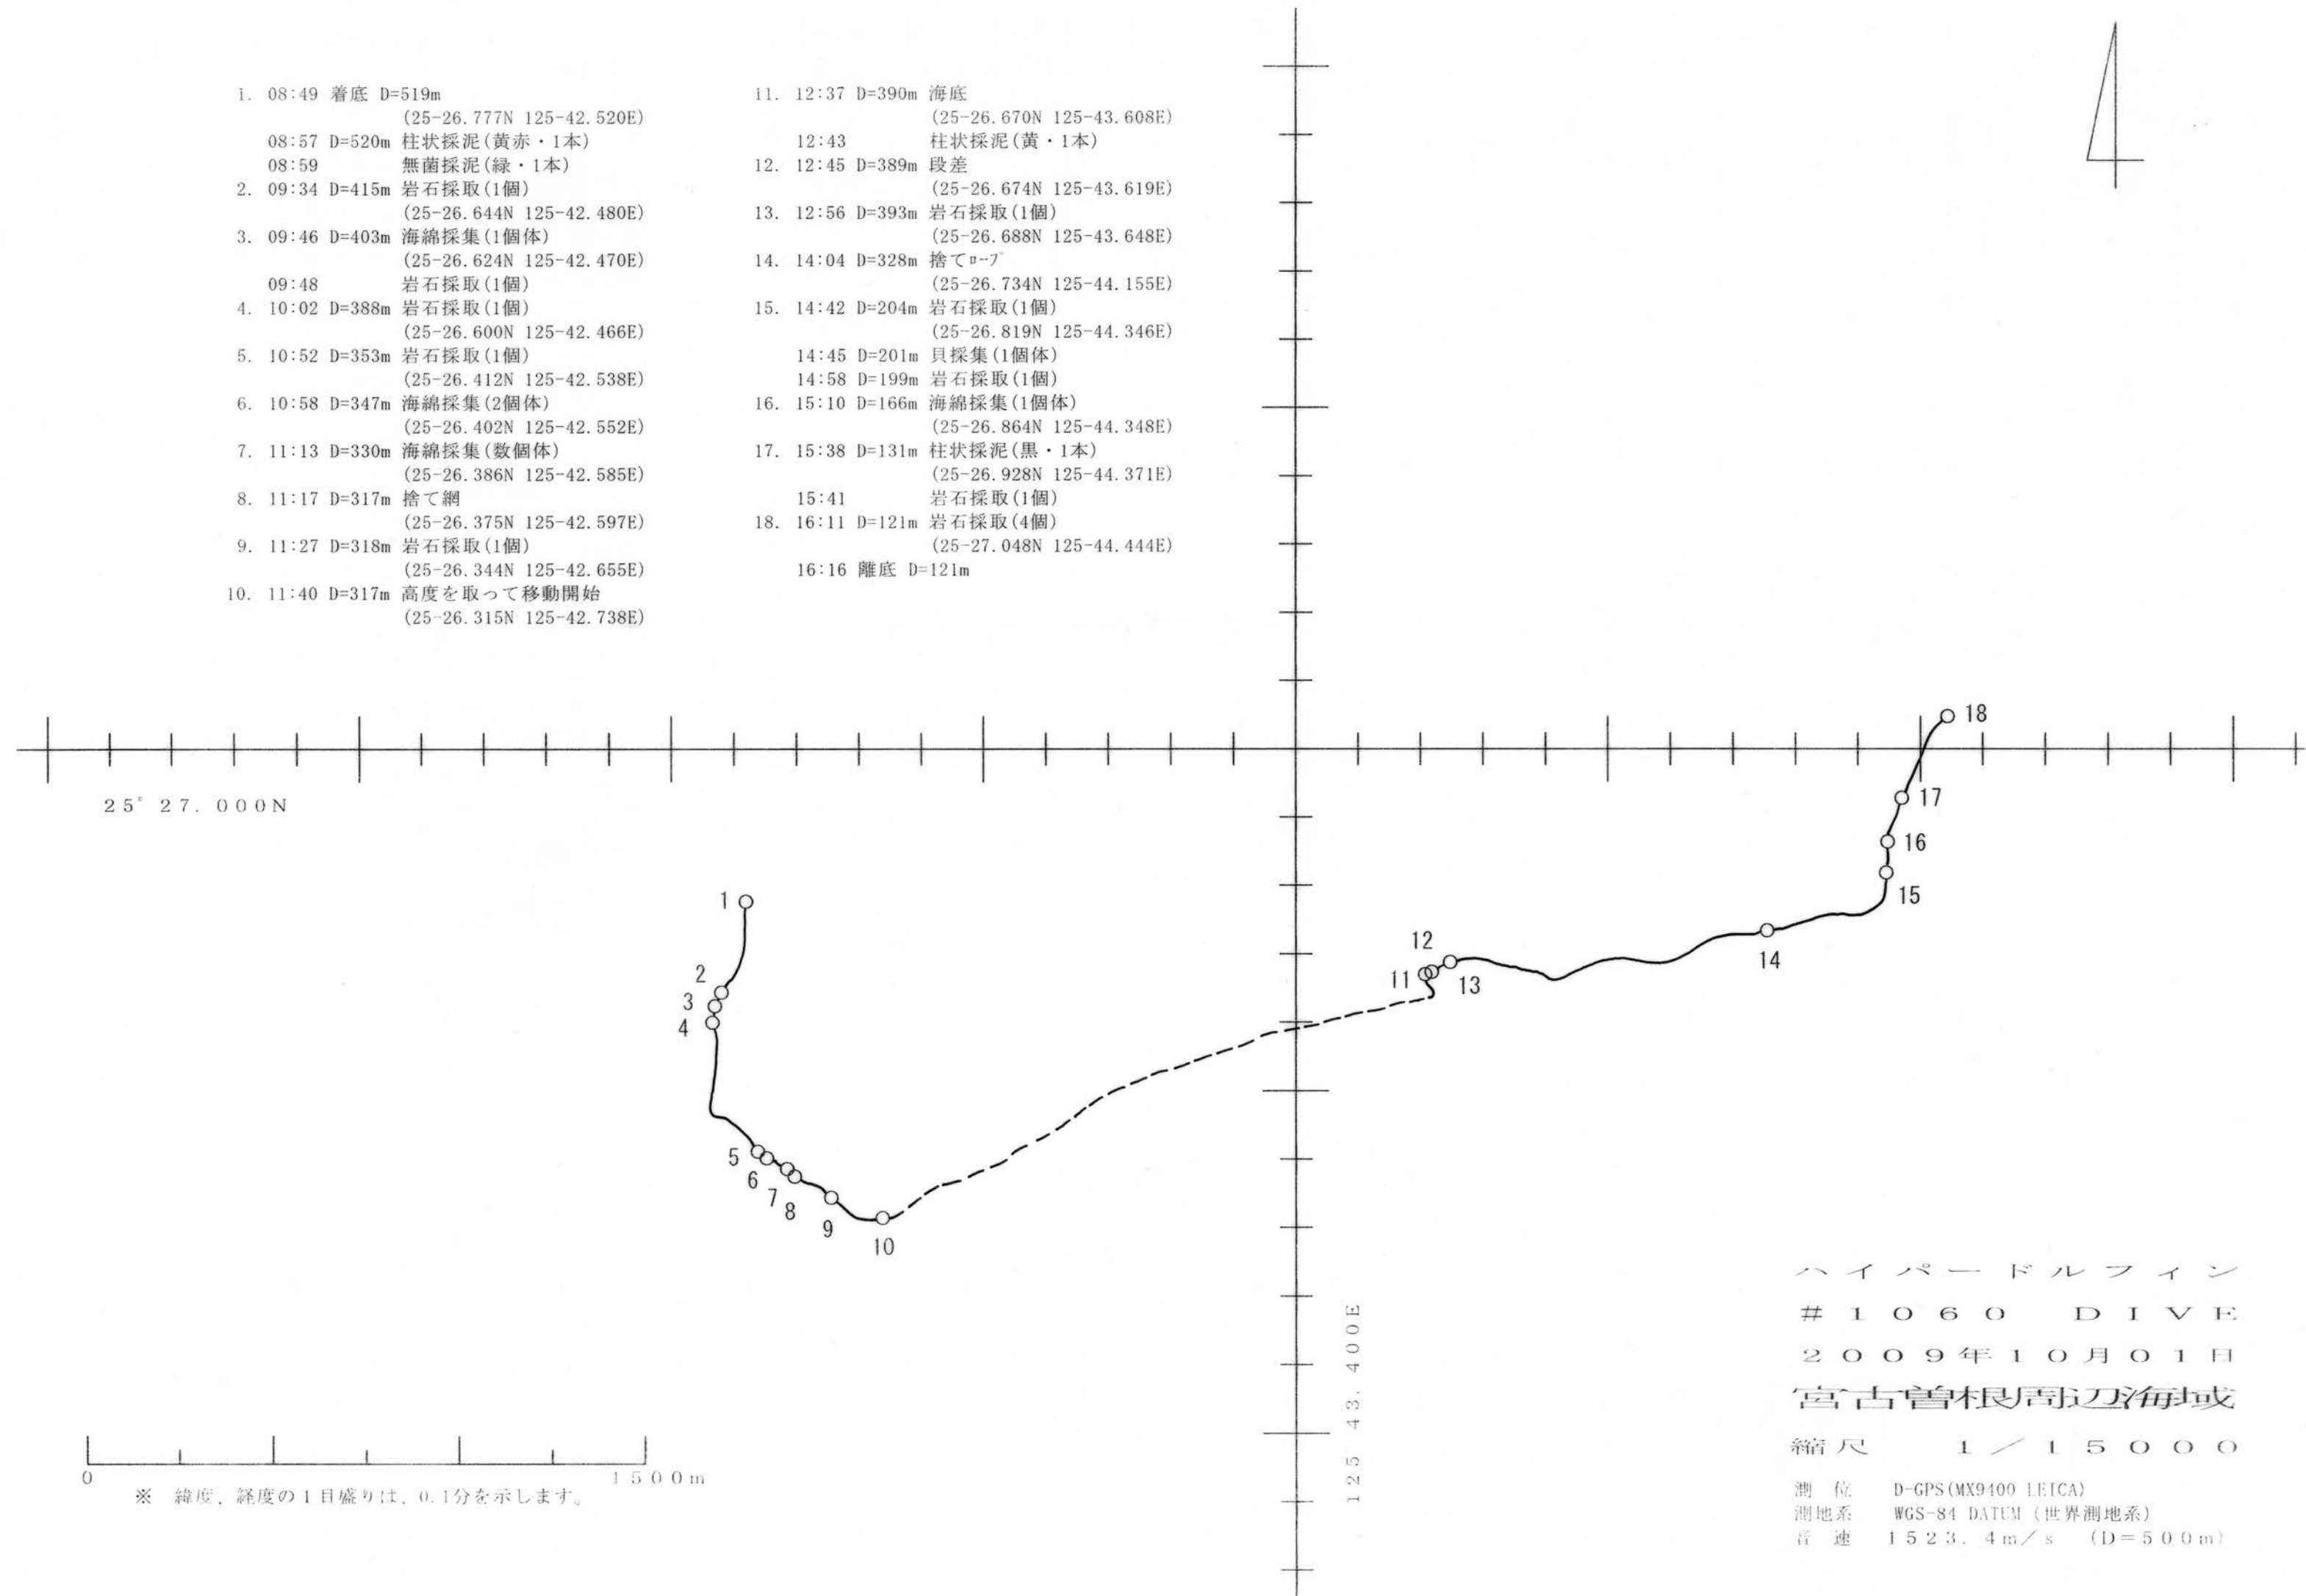 1. 08:49 着底 D=519m
(25-26.777N 125-42.520E)
08:57 D=520m 柱状採泥(黄赤・1本)
08:59 無菌採泥(緑・1本)
2. 09:34 D=415m 岩石採取(1個)
(25-26.644N 125-42.480E)
3. 09:46 D=403m 海綿採集(1個体)
(25-26.624N 125-42.470E)
09:48 岩石採取(1個)
4. 10:02 D=388m 岩石採取(1個)
(25-26.600N 125-42.466E)
5. 10:52 D=353m 岩石採取(1個)
(25-26.412N 125-42.538E)
6. 10:58 D=347m 海綿採集(2個体)
(25-26.402N 125-42.552E)
7. 11:13 D=330m 海綿採集(数個体)
(25-26.386N 125-42.585E)
8. 11:17 D=317m 捨て網
(25-26.375N 125-42.597E)
9. 11:27 D=318m 岩石採取(1個)
(25-26.344N 125-42.655E)
10. 11:40 D=317m 高度を取って移動開始
(25-26.315N 125-42.738E)
11. 12:37 D=390m 海底
(25-26.670N 125-43.608E)
12:43 柱状採泥(黄・1本)
12. 12:45 D=389m 段差
(25-26.674N 125-43.619E)
13. 12:56 D=393m 岩石採取(1個)
(25-26.688N 125-43.648E)
14. 14:04 D=328m 捨てﾛｰﾌﾟ
(25-26.734N 125-44.155E)
15. 14:42 D=204m 岩石採取(1個)
(25-26.819N 125-44.346E)
14:45 D=201m 貝採集(1個体)
14:58 D=199m 岩石採取(1個)
16. 15:10 D=166m 海綿採集(1個体)
(25-26.864N 125-44.348E)
17. 15:38 D=131m 柱状採泥(黒・1本)
(25-26.928N 125-44.371E)
15:41 岩石採取(1個)
18. 16:11 D=121m 岩石採取(4個)
(25-27.048N 125-44.444E)
16:16 離底 D=121m
25° 27.000N
18
17
16
15
14
13
12
11
1
2
3
4
5
6
7
8
9
10
125 43.400E
0 1500m
※ 緯度、経度の1目盛りは、0.1分を示します。
ハイパードルフィン
#1060 DIVE
2009年10月01日
宮古曽根周辺海域
縮尺 1／15000
測位 D-GPS(MX9400 LEICA)
測地系 WGS-84 DATUM (世界測地系)
音速 1523.4m／s (D=500m)